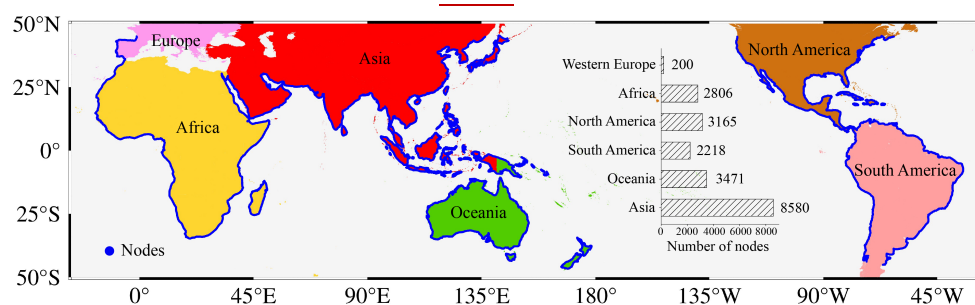 50°N
25°N
0°
25°S
50°S
Europe
Asia
Africa
Oceania
North America
South America
Nodes
Western Europe 200
Africa 2806
North America 3165
South America 2218
Oceania 3471
Asia 8580
0 2000 4000 6000 8000
Number of nodes
0° 45°E 90°E 135°E 180° 135°W 90°W 45°W